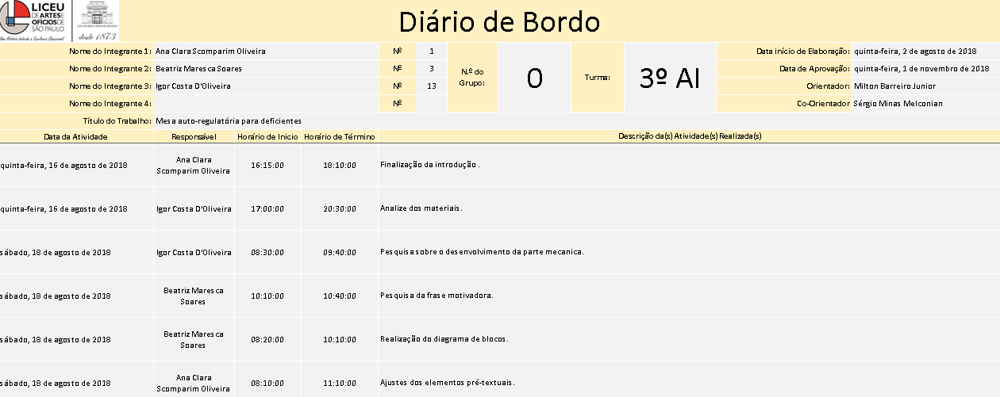 LICEU
DE ARTES E
OFÍCIOS DE
SÃO PAULO
Uma História dedicada à Excelência Educacional
desde 1873
Diário de Bordo
Nome do Integrante 1: Ana Clara Scomparim Oliveira Nº 1
Nome do Integrante 2: Beatriz Maresca Soares Nº 3
Nome do Integrante 3: Igor Costa D'Oliveira Nº 13
Nome do Integrante 4: Nº
N.º do
Grupo:
0
Turma:
3º AI
Data início de Elaboração: quinta-feira, 2 de agosto de 2018
Data de Aprovação: quinta-feira, 1 de novembro de 2018
Orientador: Milton Barreiro Junior
Co-Orientador Sérgio Minas Melconian
Título do Trabalho: Mesa auto-regulatória para deficientes
Data da Atividade Responsável Horário de Inicio Horário de Término Descrição da(s) Atividade(s) Realizada(s)
quinta-feira, 16 de agosto de 2018 Ana Clara
Scomparim Oliveira 16:15:00 18:10:00 Finalização da introdução.
quinta-feira, 16 de agosto de 2018 Igor Costa D'Oliveira 17:00:00 20:30:00 Analize dos materiais.
sábado, 18 de agosto de 2018 Igor Costa D'Oliveira 08:30:00 09:40:00 Pesquisa sobre o desenvolvimento da parte mecanica.
sábado, 18 de agosto de 2018 Beatriz Maresca
Soares 10:10:00 10:40:00 Pesquisa da frase motivadora.
sábado, 18 de agosto de 2018 Beatriz Maresca
Soares 08:20:00 10:10:00 Realização do diagrama de blocos.
sábado, 18 de agosto de 2018 Ana Clara
Scomparim Oliveira 08:10:00 11:10:00 Ajustes dos elementos pré-textuais.